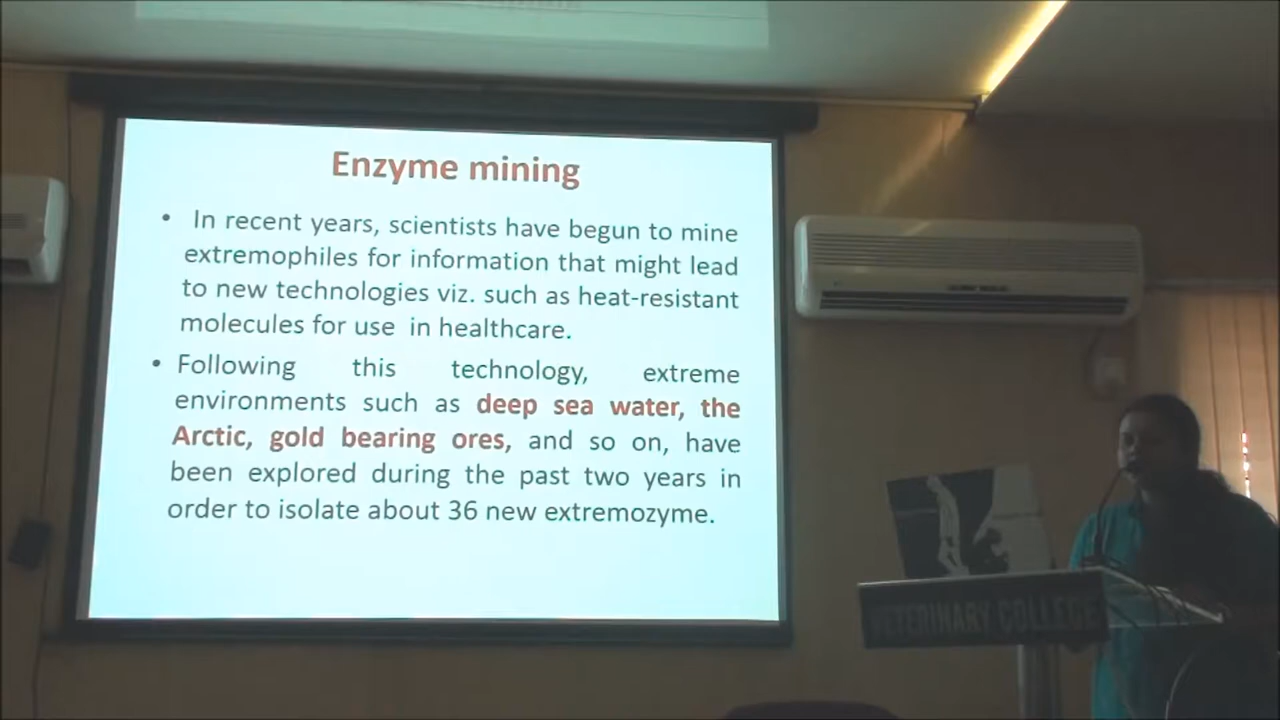 Enzyme mining
• In recent years, scientists have begun to mine
extremophiles for information that might lead
to new technologies viz. such as heat-resistant
molecules for use in healthcare.
• Following this technology, extreme
environments such as deep sea water, the
Arctic, gold bearing ores, and so on, have
been explored during the past two years in
order to isolate about 36 new extremozyme.
VETERINARY COLLEGE